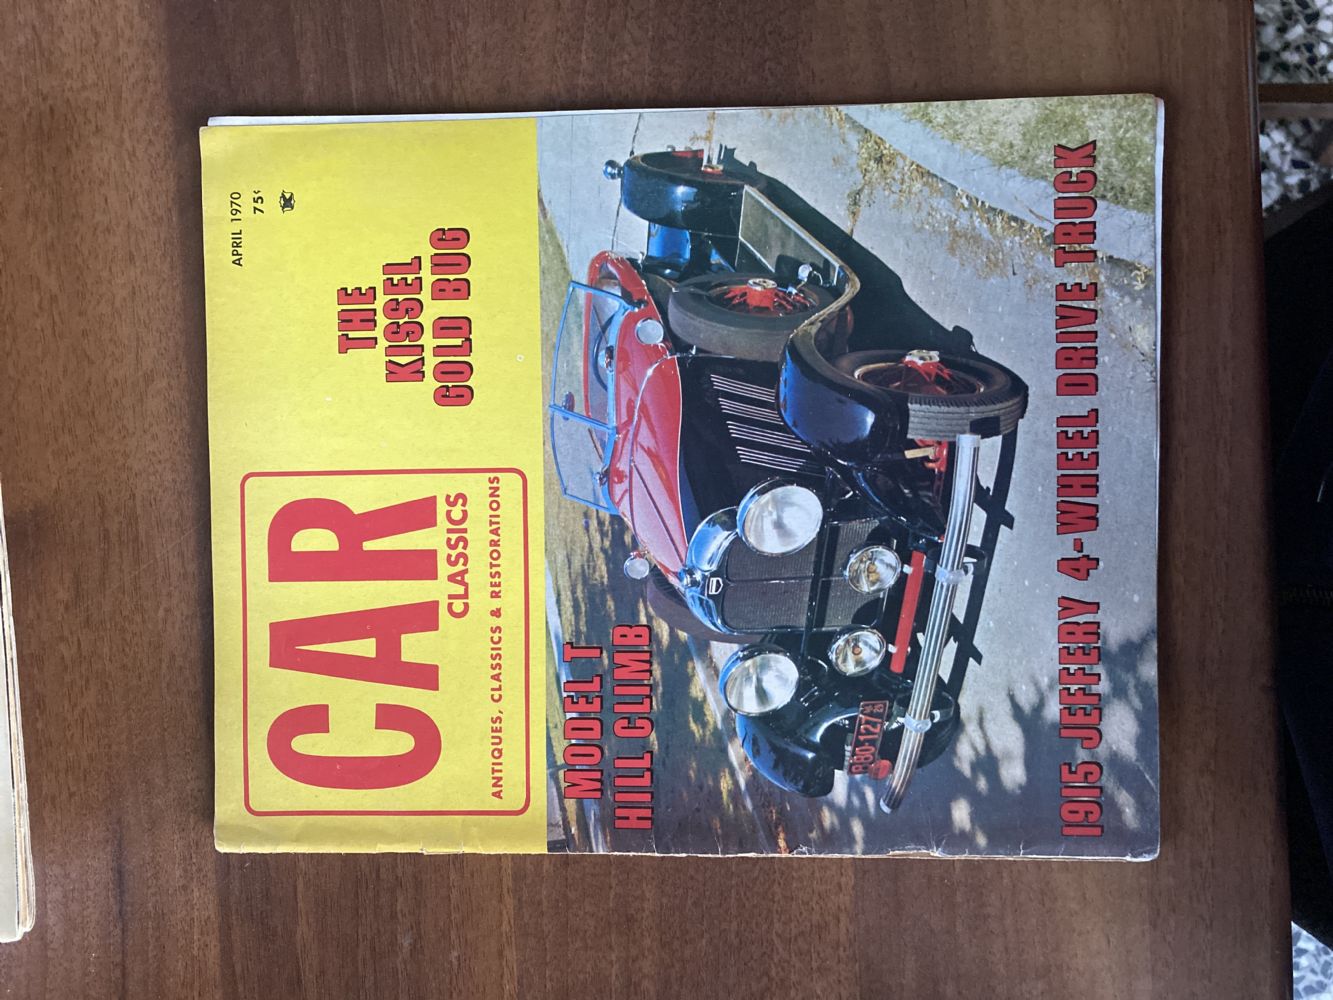 APRIL 1970
75¢
CAR
CLASSICS
ANTIQUES, CLASSICS & RESTORATIONS
THE
KISSEL
GOLD BUG
MODEL T
HILL CLIMB
1915 JEFFERY 4-WHEEL DRIVE TRUCK